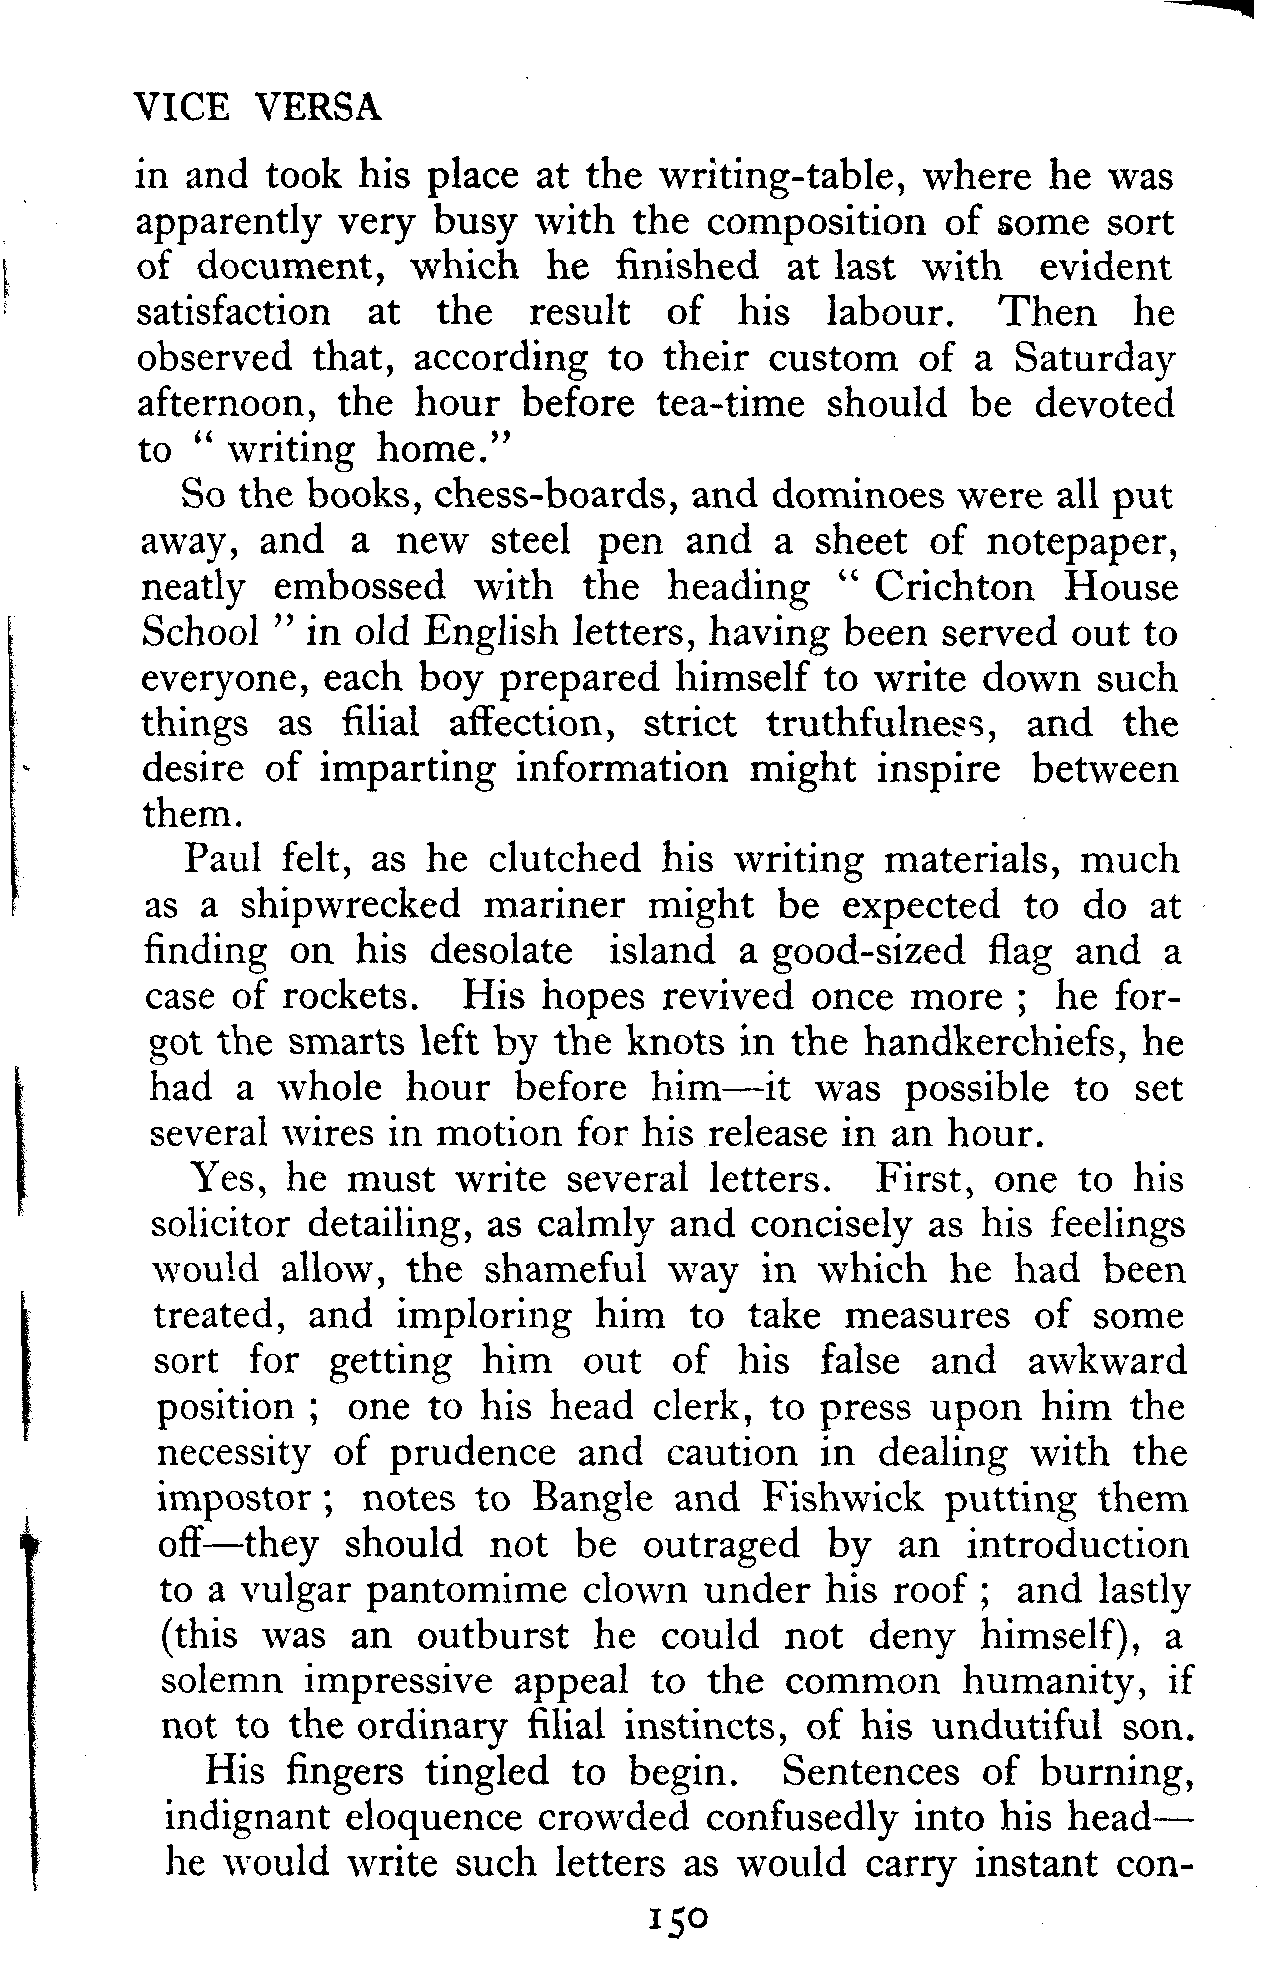 VICE VERSA
in and took his place at the writing-table, where he was
apparently very busy with the composition of some sort
of document, which he finished at last with evident
satisfaction at the result of his labour. Then he
observed that, according to their custom of a Saturday
afternoon, the hour before tea-time should be devoted
to " writing home."
So the books, chess-boards, and dominoes were all put
away, and a new steel pen and a sheet of notepaper,
neatly embossed with the heading " Crichton House
School " in old English letters, having been served out to
everyone, each boy prepared himself to write down such
things as filial affection, strict truthfulness, and the
desire of imparting information might inspire between
them.
Paul felt, as he clutched his writing materials, much
as a shipwrecked mariner might be expected to do at
finding on his desolate island a good-sized flag and a
case of rockets. His hopes revived once more ; he for-
got the smarts left by the knots in the handkerchiefs, he
had a whole hour before him—it was possible to set
several wires in motion for his release in an hour.
Yes, he must write several letters. First, one to his
solicitor detailing, as calmly and concisely as his feelings
would allow, the shameful way in which he had been
treated, and imploring him to take measures of some
sort for getting him out of his false and awkward
position ; one to his head clerk, to press upon him the
necessity of prudence and caution in dealing with the
impostor ; notes to Bangle and Fishwick putting them
off—they should not be outraged by an introduction
to a vulgar pantomime clown under his roof ; and lastly
(this was an outburst he could not deny himself), a
solemn impressive appeal to the common humanity, if
not to the ordinary filial instincts, of his undutiful son.
His fingers tingled to begin. Sentences of burning,
indignant eloquence crowded confusedly into his head—
he would write such letters as would carry instant con-
150